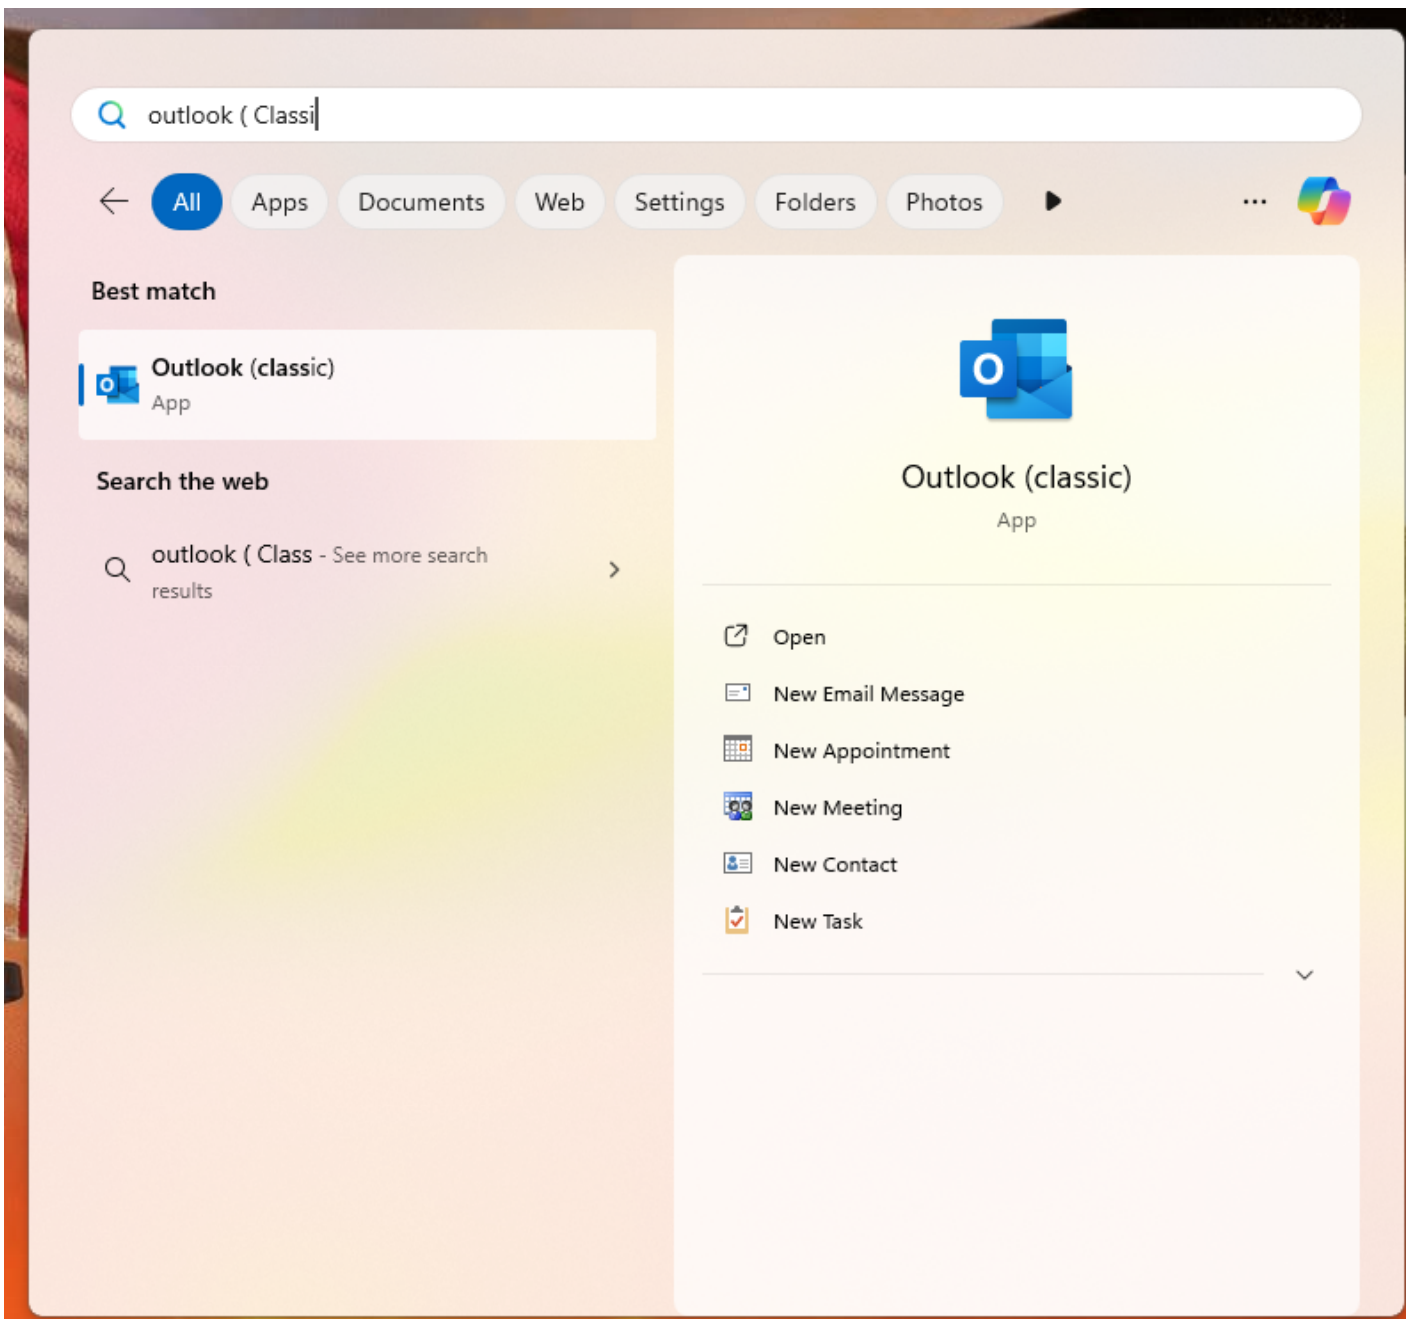 outlook ( Classi
All Apps Documents Web Settings Folders Photos
Best match
Outlook (classic)
App
Search the web
outlook ( Class - See more search
results
O
Outlook (classic)
App
Open
New Email Message
New Appointment
New Meeting
New Contact
New Task